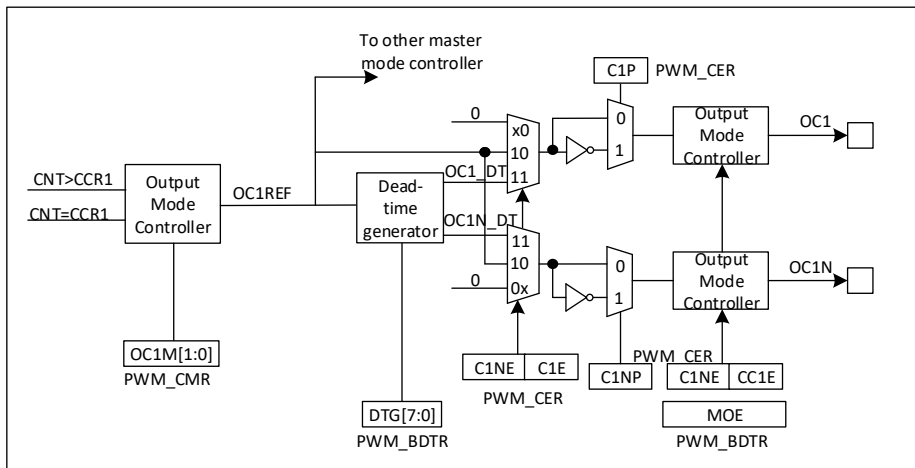 To other master
mode controller
C1P
PWM_CER
0
x0
10
11
0
1
Output
Mode
Controller
OC1
CNT>CCR1
CNT=CCR1
Output
Mode
Controller
OC1REF
Dead-
time
generator
OC1_DT
OC1N_DT
11
10
0x
0
0
1
Output
Mode
Controller
OC1N
OC1M[1:0]
PWM_CMR
C1NE
C1E
PWM_CER
C1NP
PWM_CER
C1NE
CC1E
DTG[7:0]
PWM_BDTR
MOE
PWM_BDTR